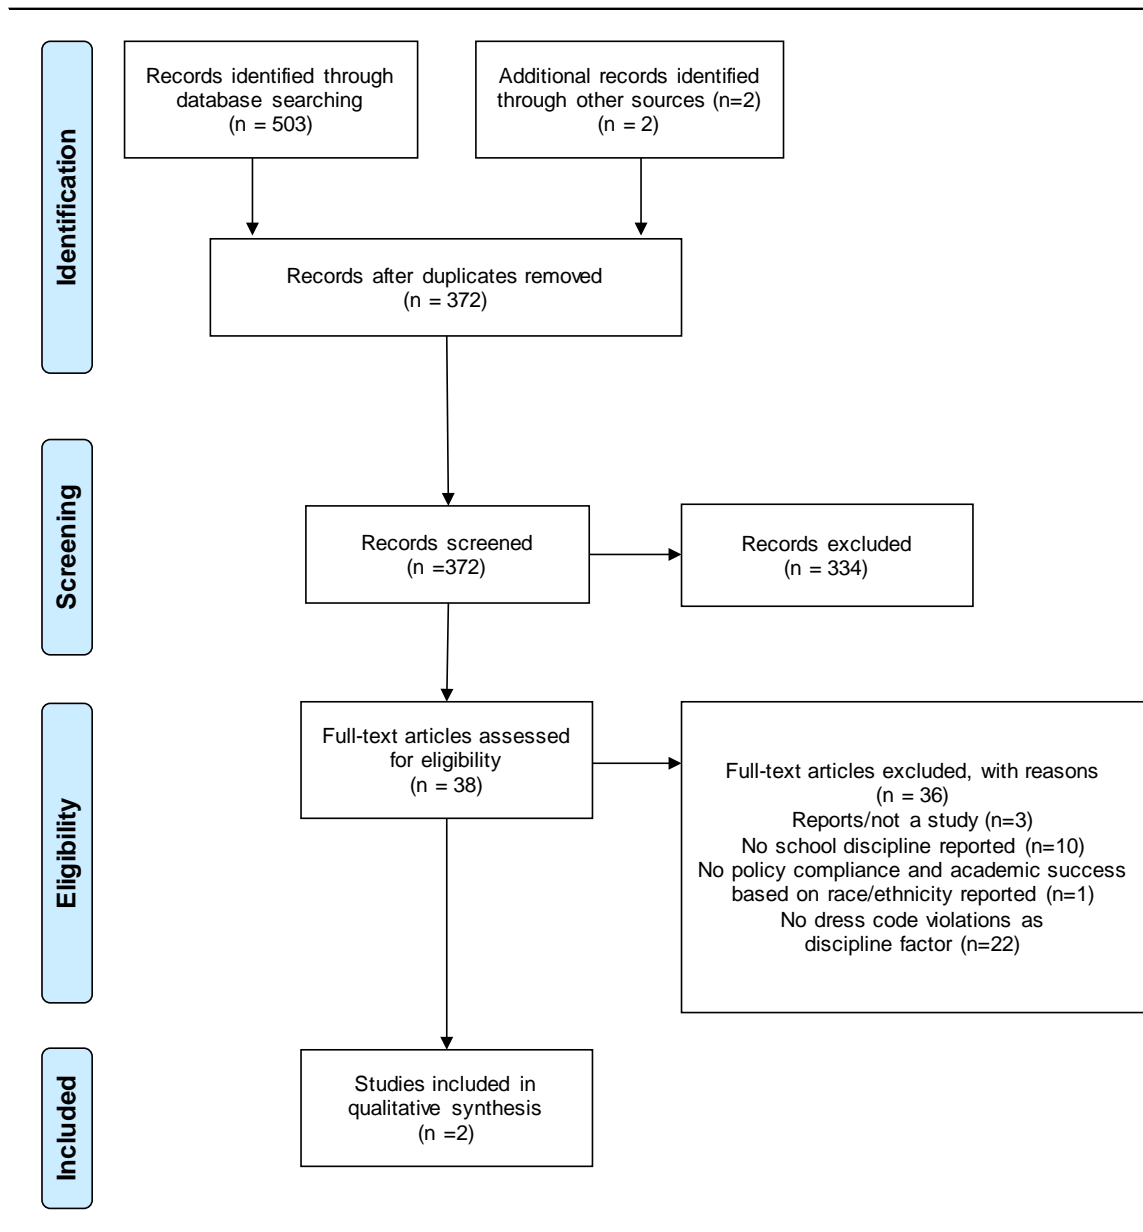 Identification
Records identified through
database searching
(n = 503)
Additional records identified
through other sources (n=2)
(n = 2)
Records after duplicates removed
(n = 372)
Screening
Records screened
(n =372)
Records excluded
(n = 334)
Eligibility
Full-text articles assessed
for eligibility
(n = 38)
Full-text articles excluded, with reasons
(n = 36)
Reports/not a study (n=3)
No school discipline reported (n=10)
No policy compliance and academic success
based on race/ethnicity reported (n=1)
No dress code violations as
discipline factor (n=22)
Included
Studies included in
qualitative synthesis
(n =2)